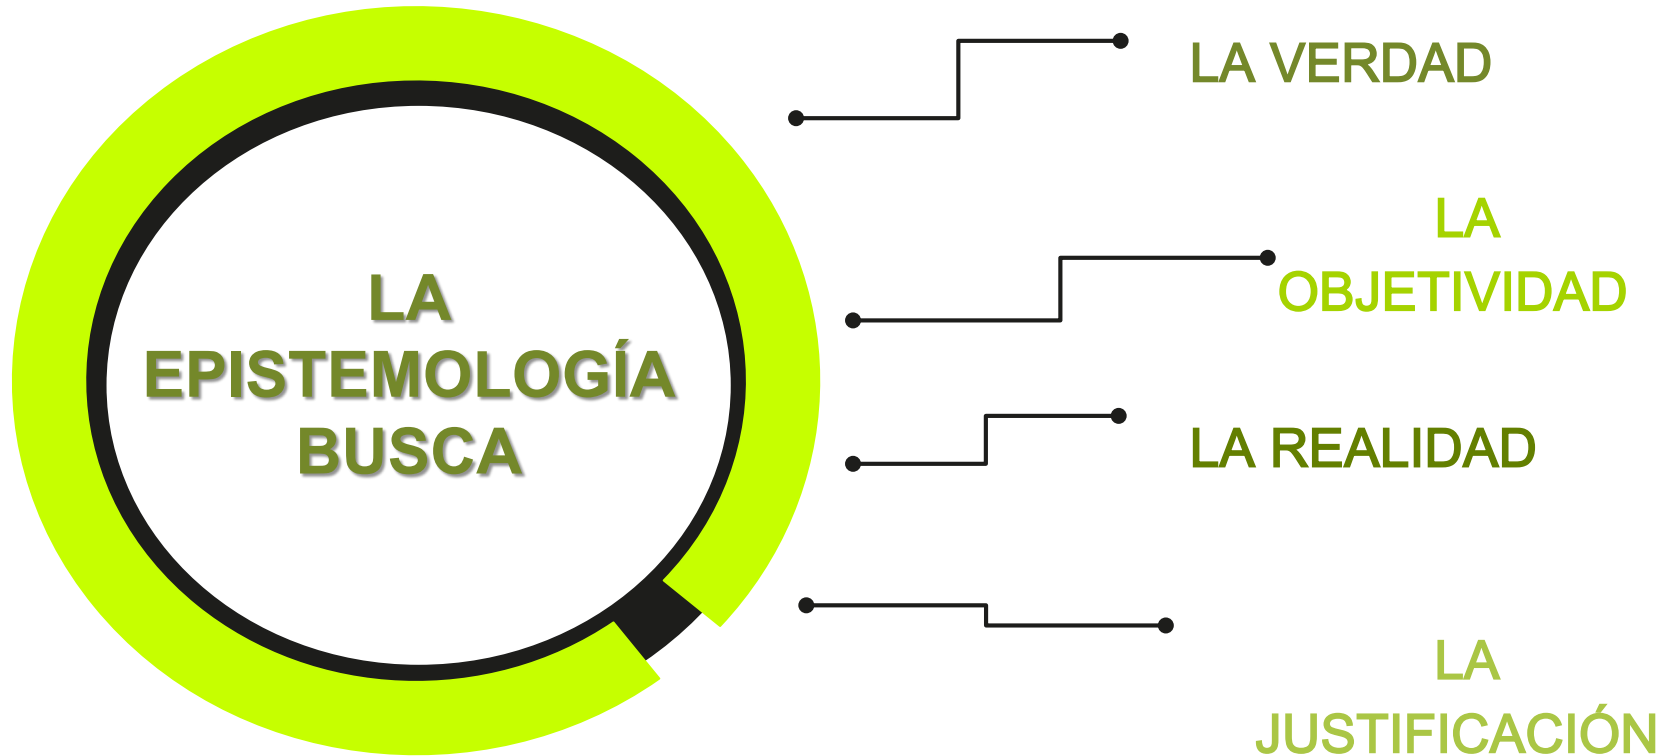 LA
EPISTEMOLOGÍA
BUSCA
LA VERDAD
LA
OBJETIVIDAD
LA REALIDAD
LA
JUSTIFICACIÓN